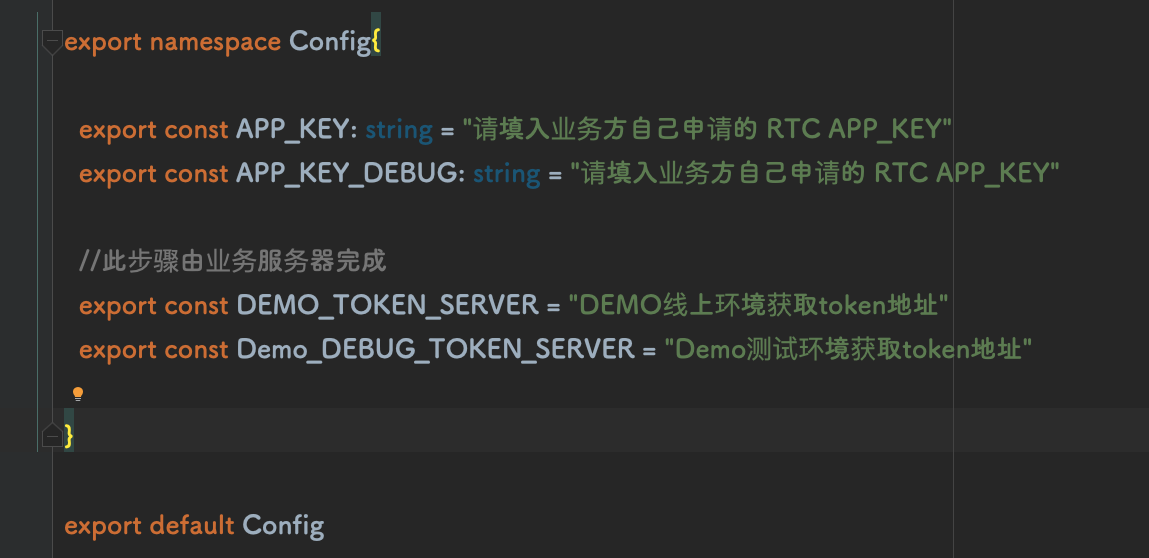 export namespace Config{
export const APP_KEY: string = "请填入业务方自己申请的 RTC APP_KEY"
export const APP_KEY_DEBUG: string = "请填入业务方自己申请的 RTC APP_KEY"
//此步骤由业务服务器完成
export const DEMO_TOKEN_SERVER = "DEMO线上环境获取token地址"
export const Demo_DEBUG_TOKEN_SERVER = "Demo测试环境获取token地址"
}
export default Config